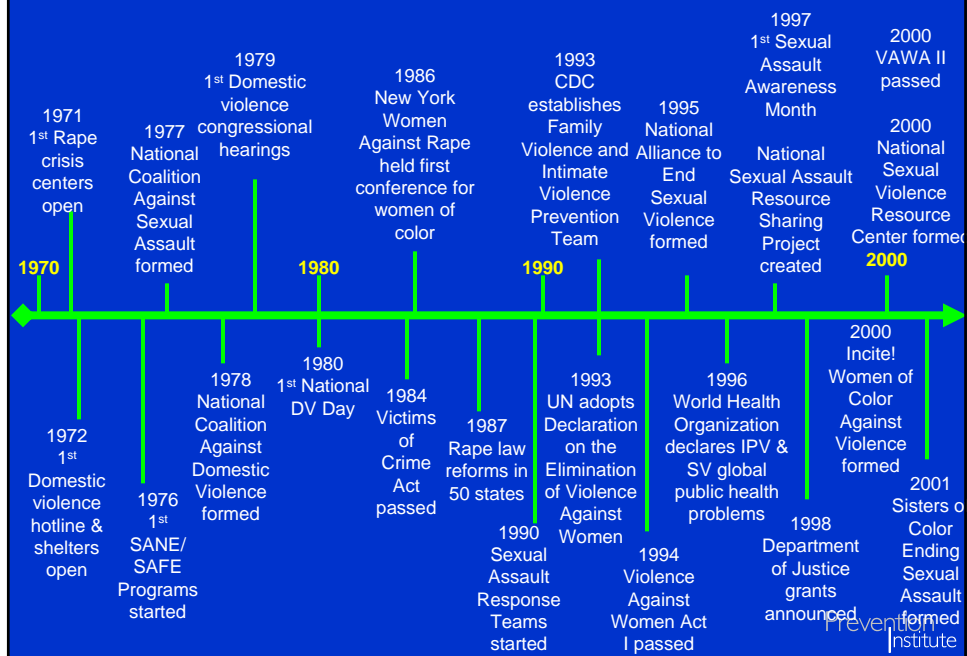 1971
1st Rape
crisis
centers
open
1977
National
Coalition
Against
Sexual
Assault
formed
1979
1st Domestic
violence
congressional
hearings
1986
New York
Women
Against Rape
held first
conference for
women of
color
1993
CDC
establishes
Family
Violence and
Intimate
Violence
Prevention
Team
1995
National
Alliance to
End
Sexual
Violence
formed
1997
1st Sexual
Assault
Awareness
Month
National
Sexual Assault
Resource
Sharing
Project
created
2000
VAWA II
passed
2000
National
Sexual
Violence
Resource
Center formed
1970
1980
1990
2000
1972
1st
Domestic
violence
hotline &
shelters
open
1976
1st
SANE/
SAFE
Programs
started
1978
National
Coalition
Against
Domestic
Violence
formed
1980
1st National
DV Day
1984
Victims
of
Crime
Act
passed
1987
Rape law
reforms in
50 states
1990
Sexual
Assault
Response
Teams
started
1993
UN adopts
Declaration
on the
Elimination
of Violence
Against
Women
1994
Violence
Against
Women Act
I passed
1996
World Health
Organization
declares IPV &
SV global
public health
problems
1998
Department
of Justice
grants
announced
2000
Incite!
Women of
Color
Against
Violence
formed
2001
Sisters o
Color
Ending
Sexual
Assault
formed
Prevention
Institute